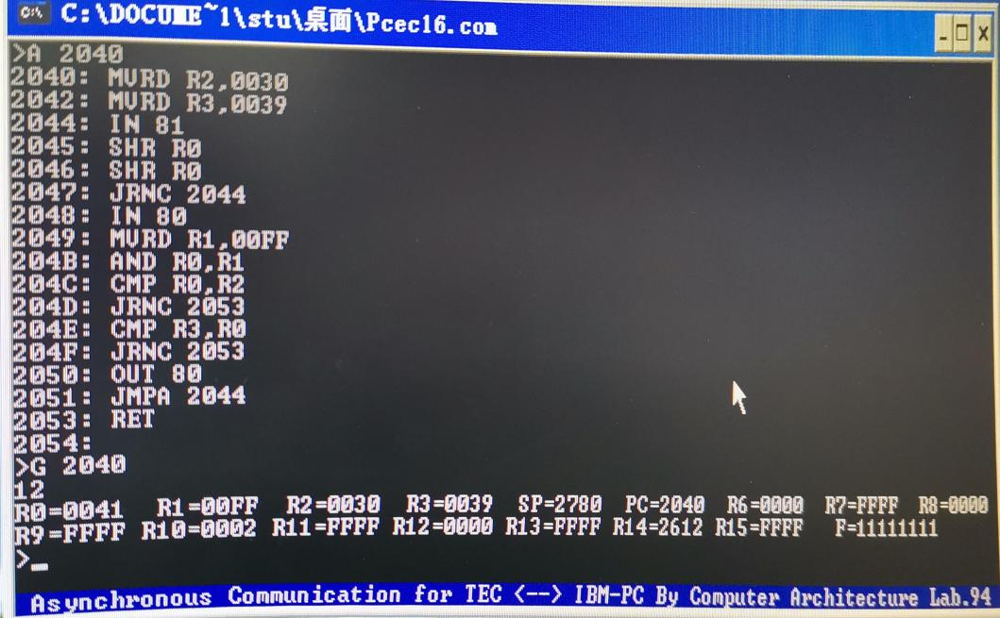 C:\DOCUME~1\stu\桌面\Pcec16.com
>A 2040
2040: MVRD R2,0030
2042: MVRD R3,0039
2044: IN 81
2045: SHR R0
2046: SHR R0
2047: JRNC 2044
2048: IN 80
2049: MVRD R1,00FF
204B: AND R0,R1
204C: CMP R0,R2
204D: JRNC 2053
204E: CMP R3,R0
204F: JRNC 2053
2050: OUT 80
2051: JMPA 2044
2053: RET
2054:
>G 2040
12
R0=0041 R1=00FF R2=0030 R3=0039 SP=2780 PC=2040 R6=0000 R7=FFFF R8=0000
R9=FFFF R10=0002 R11=FFFF R12=0000 R13=FFFF R14=2612 R15=FFFF F=11111111
>_
Asynchronous Communication for TEC <--> IBM-PC By Computer Architecture Lab.94